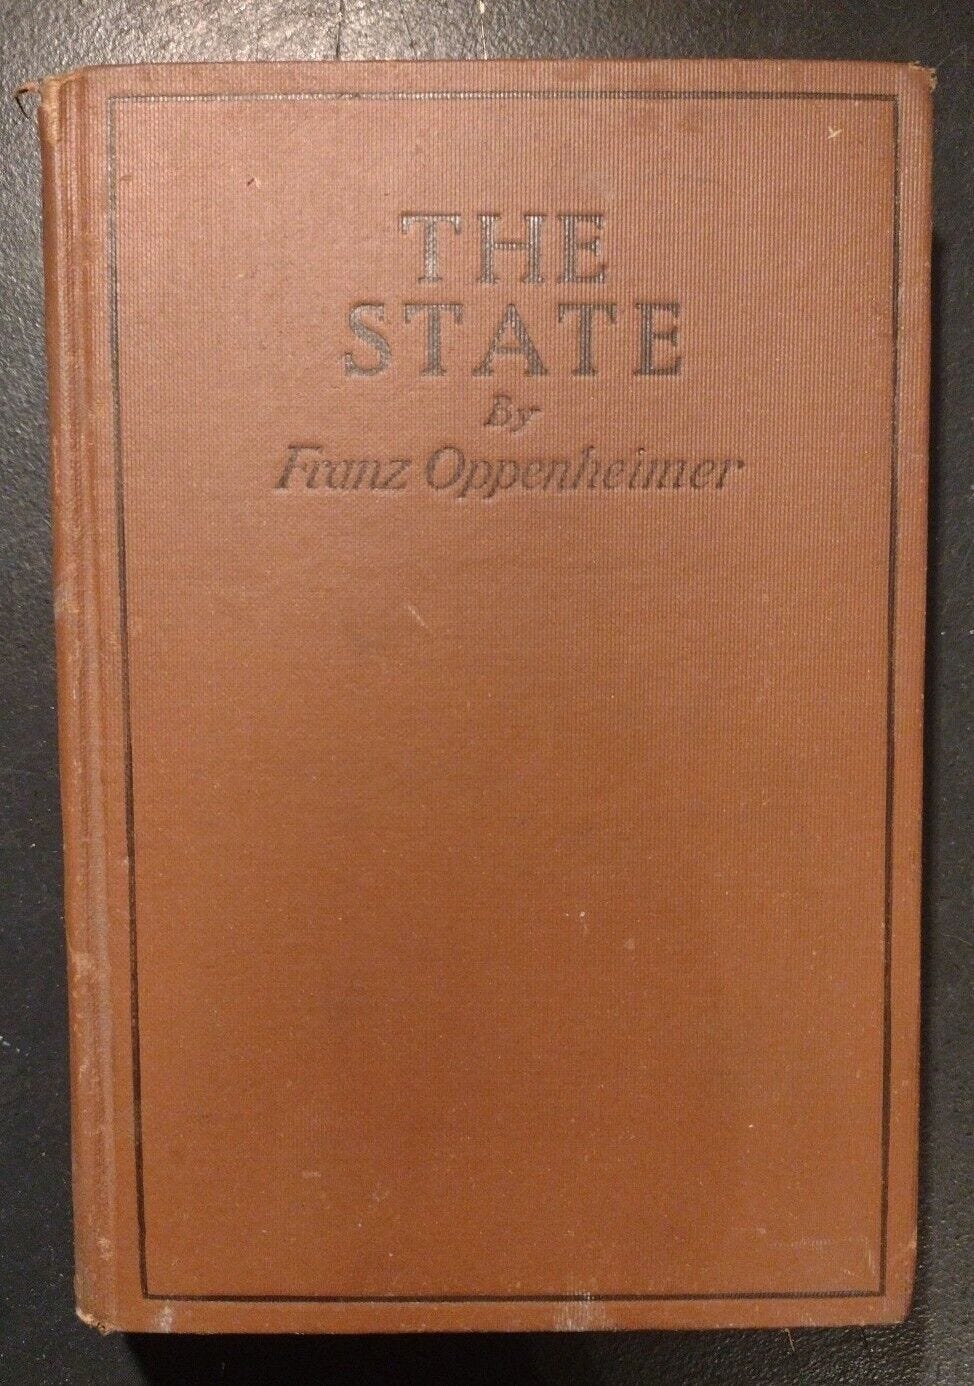 THE
STATE
By
Franz Oppenheimer